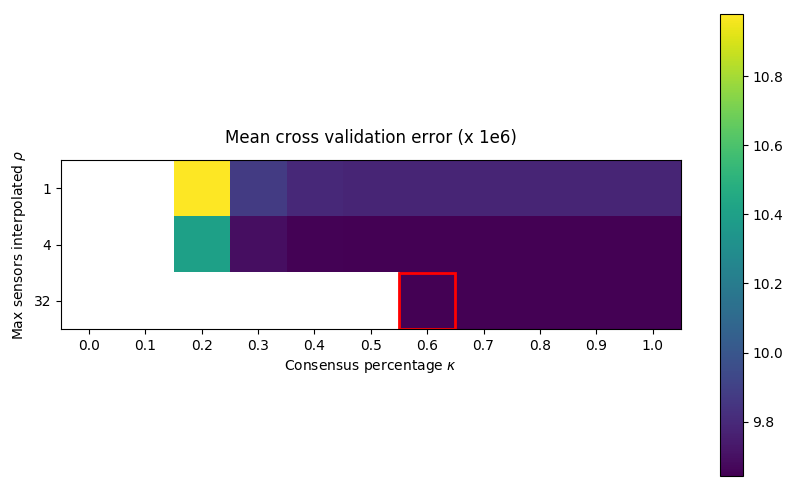 Mean cross validation error (x 1e6)
Max sensors interpolated ρ
1
4
32
0.0 0.1 0.2 0.3 0.4 0.5 0.6 0.7 0.8 0.9 1.0
Consensus percentage κ
10.8
10.6
10.4
10.2
10.0
9.8